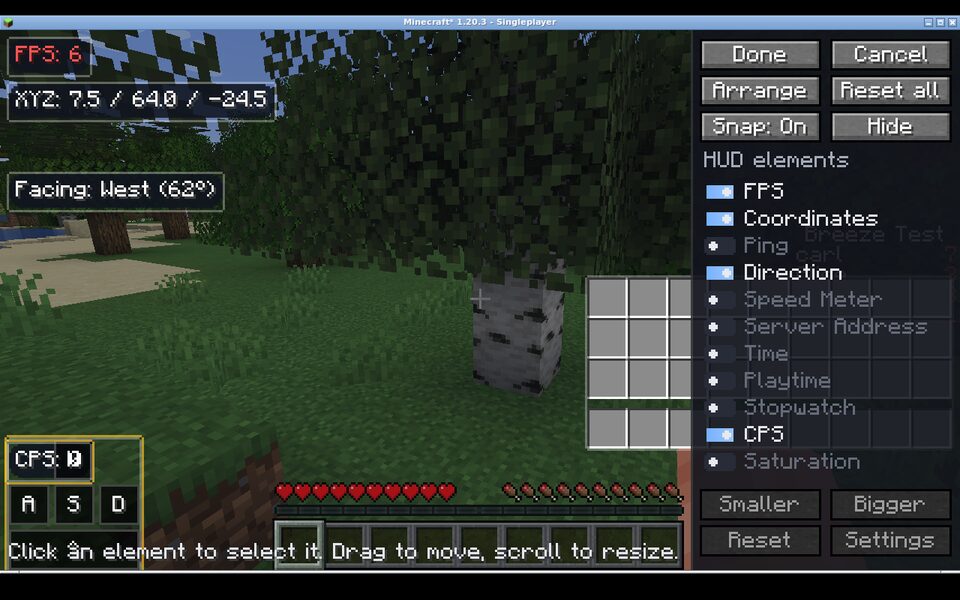 Minecraft* 1.20.3 - Singleplayer
FPS: 6
XYZ: 7.5 / 64.0 / -24.5
Facing: West (62°)
Done
Cancel
Arrange
Reset all
Snap: On
Hide
HUD elements
FPS
Coordinates
Ping
Breeze Test
carl
Direction
Speed Meter
Server Address
Time
Playtime
Stopwatch
CPS
Saturation
Smaller
Bigger
Reset
Settings
CPS:
A
S
D
Click an element to select it. Drag to move, scroll to resize.